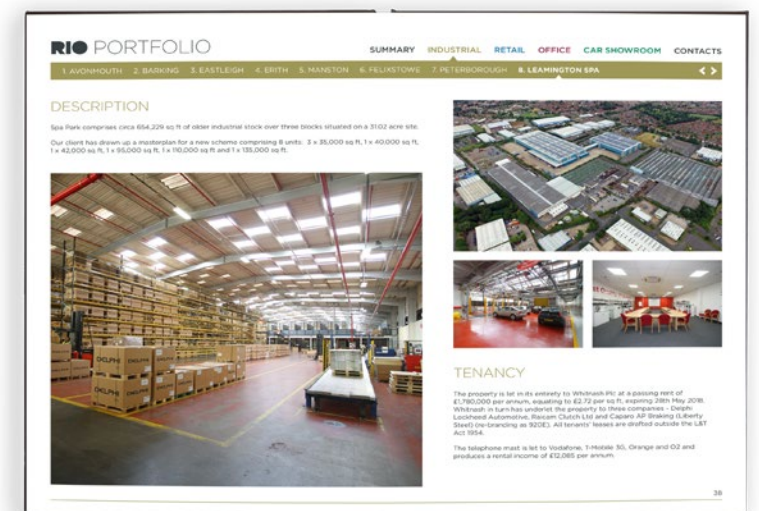 RIO PORTFOLIO
SUMMARY INDUSTRIAL RETAIL OFFICE CAR SHOWROOM CONTACTS
1. AVONMOUTH 2. BARKING 3. EASTLEIGH 4. ERITH 5. MANSTON 6. FELIXSTOWE 7. PETERBOROUGH 8. LEAMINGTON SPA
DESCRIPTION
Spa Park comprises circa 654,229 sq ft of older industrial stock over three blocks situated on a 31.02 acre site.
Our client has drawn up a masterplan for a new scheme comprising 8 units: 3 x 35,000 sq ft, 1 x 40,000 sq ft,
1 x 42,000 sq ft, 1 x 95,000 sq ft, 1 x 110,000 sq ft and 1 x 135,000 sq ft.
DELPHI
DELPHI
TENANCY
The property is let in its entirety to Whitnash Plc at a passing rent of
£1,780,000 per annum, equating to £2.72 per sq ft, expiring 28th May 2018.
Whitnash in turn has underlet the property to three companies - Delphi
Lockheed Automotive, Raicam Clutch Ltd and Caparo AP Braking (Liberty
Steel) (re-branding as 920E). All tenants' leases are drafted outside the L&T
Act 1954.
The telephone mast is let to Vodafone, T-Mobile 3G, Orange and O2 and
produces a rental income of £12,085 per annum.
38